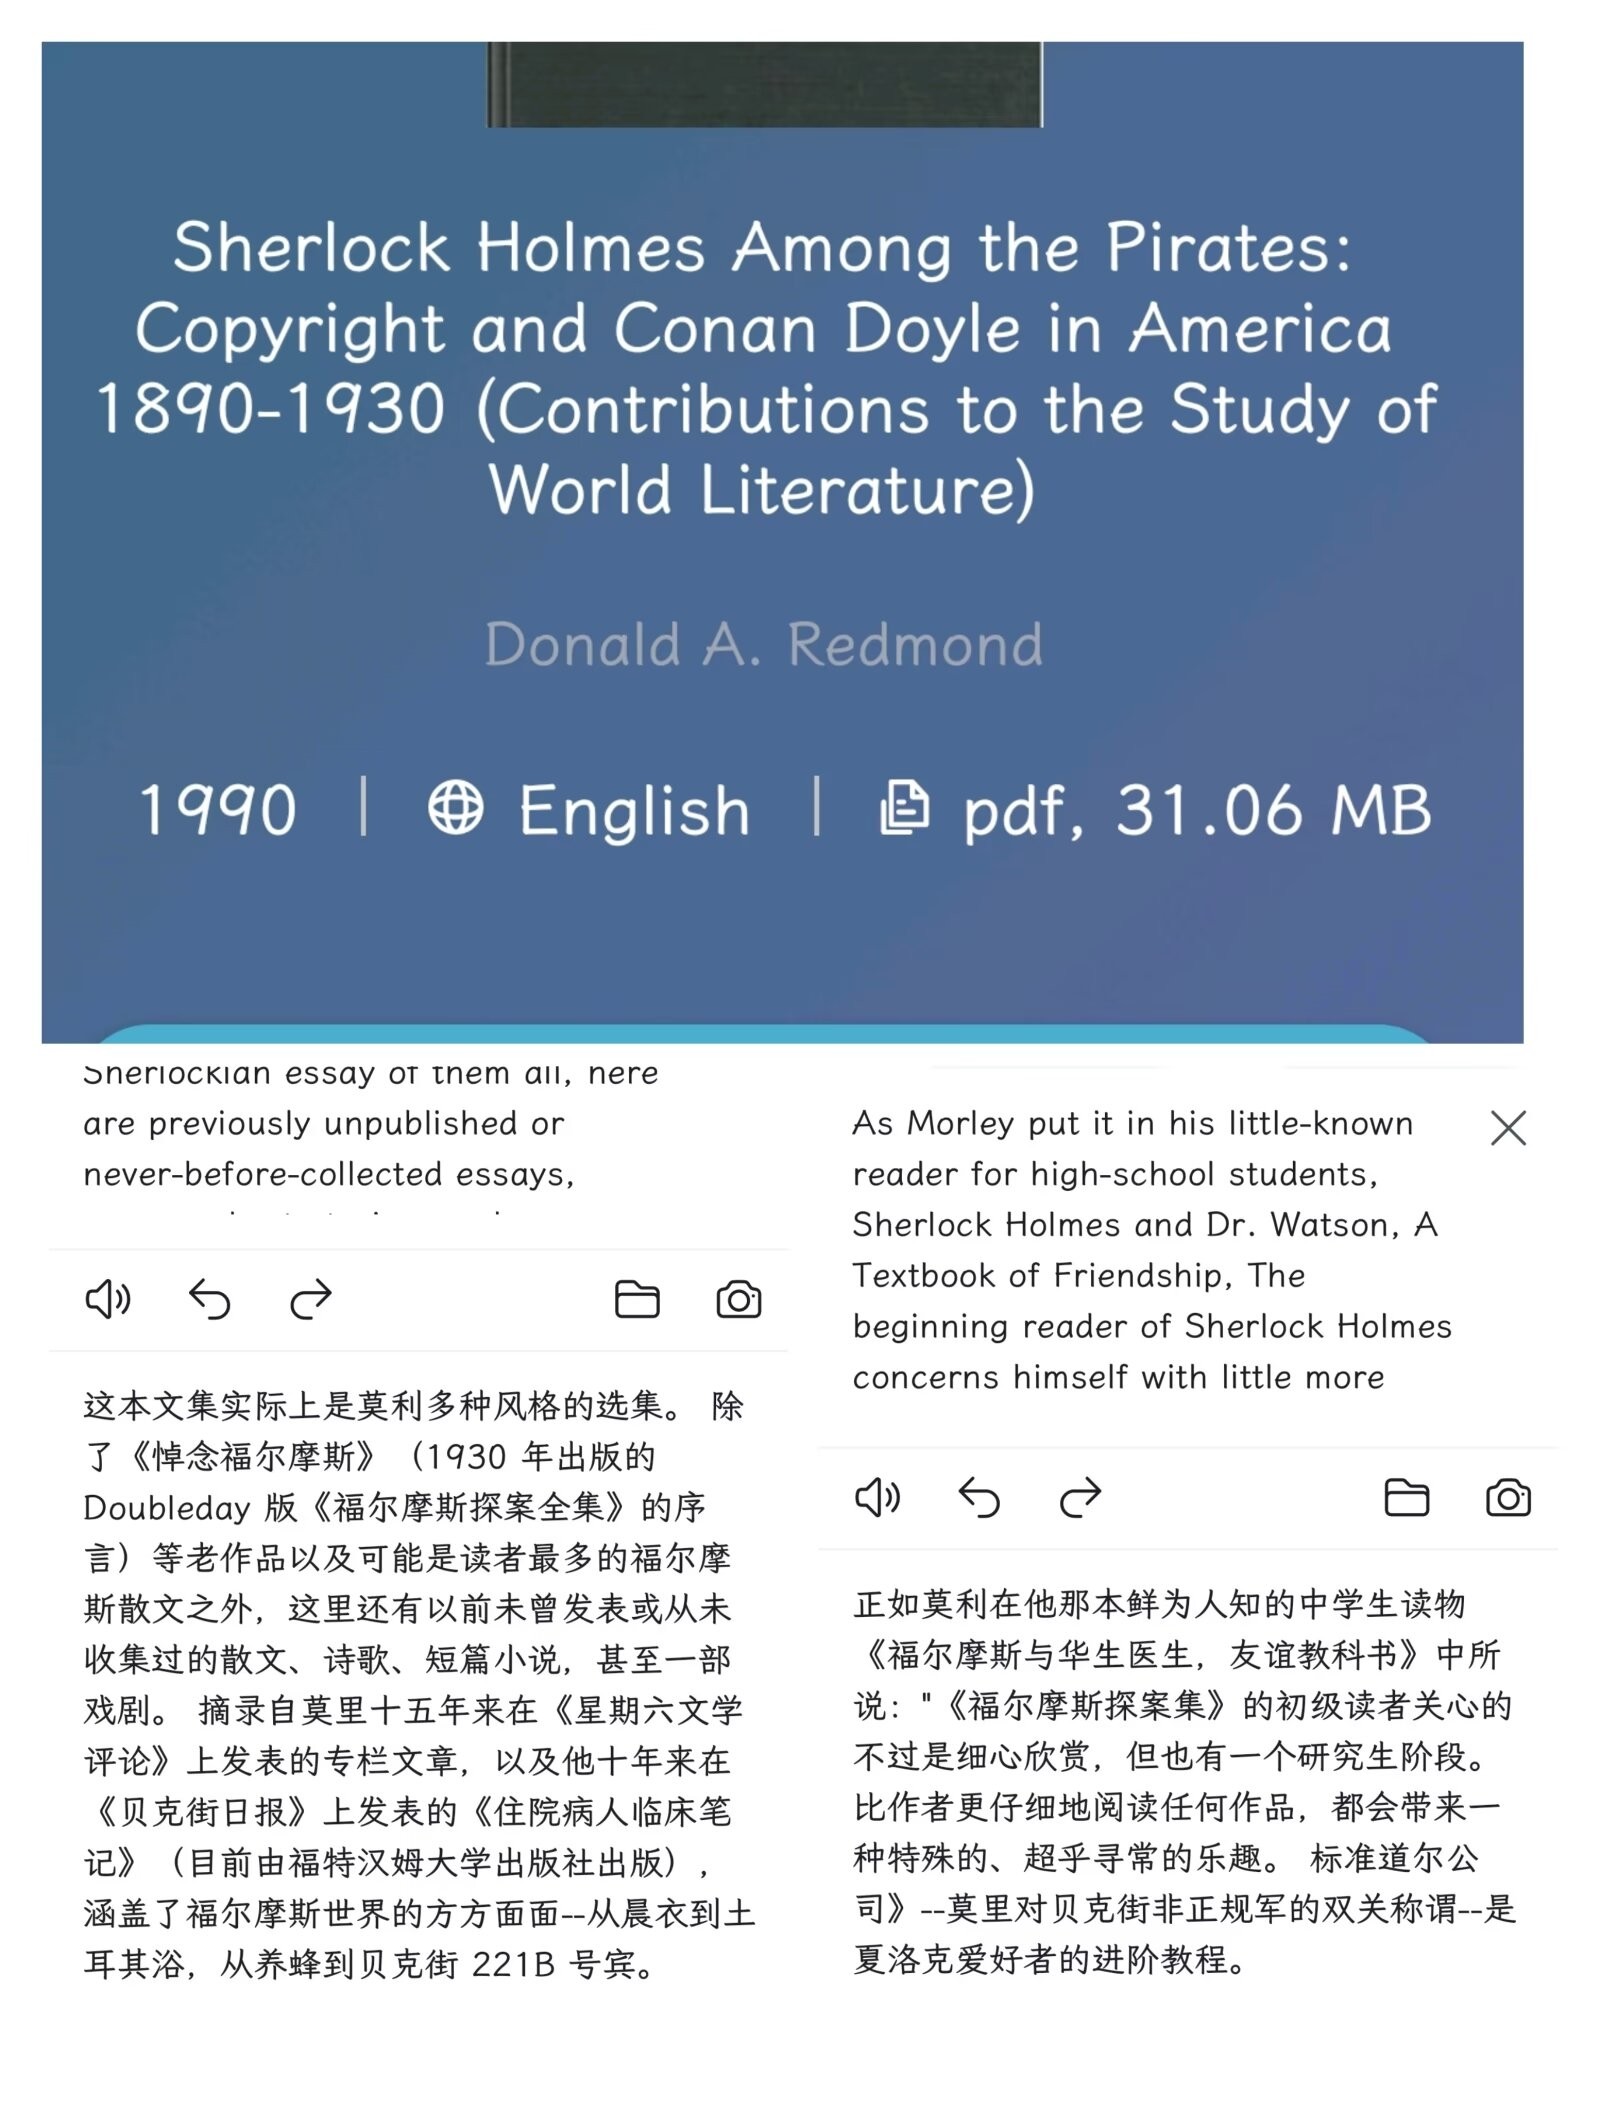 Sherlock Holmes Among the Pirates:
Copyright and Conan Doyle in America
1890-1930 (Contributions to the Study of
World Literature)
Donald A. Redmond
1990 | English | pdf, 31.06 MB
Sherlockian essay of them all, here
are previously unpublished or
never-before-collected essays,
这本文集实际上是莫利多种风格的选集。 除
了《悼念福尔摩斯》（1930 年出版的
Doubleday 版《福尔摩斯探案全集》的序
言）等老作品以及可能是读者最多的福尔摩
斯散文之外，这里还有以前未曾发表或从未
收集过的散文、诗歌、短篇小说，甚至一部
戏剧。 摘录自莫里十五年来在《星期六文学
评论》上发表的专栏文章，以及他十年来在
《贝克街日报》上发表的《住院病人临床笔
记》（目前由福特汉姆大学出版社出版），
涵盖了福尔摩斯世界的方方面面--从晨衣到土
耳其浴，从养蜂到贝克街 221B 号宾。
As Morley put it in his little-known
reader for high-school students,
Sherlock Holmes and Dr. Watson, A
Textbook of Friendship, The
beginning reader of Sherlock Holmes
concerns himself with little more
正如莫利在他那本鲜为人知的中学生读物
《福尔摩斯与华生医生，友谊教科书》中所
说："《福尔摩斯探案集》的初级读者关心的
不过是细心欣赏，但也有一个研究生阶段。
比作者更仔细地阅读任何作品，都会带来一
种特殊的、超乎寻常的乐趣。 标准道尔公
司》--莫里对贝克街非正规军的双关称谓--是
夏洛克爱好者的进阶教程。